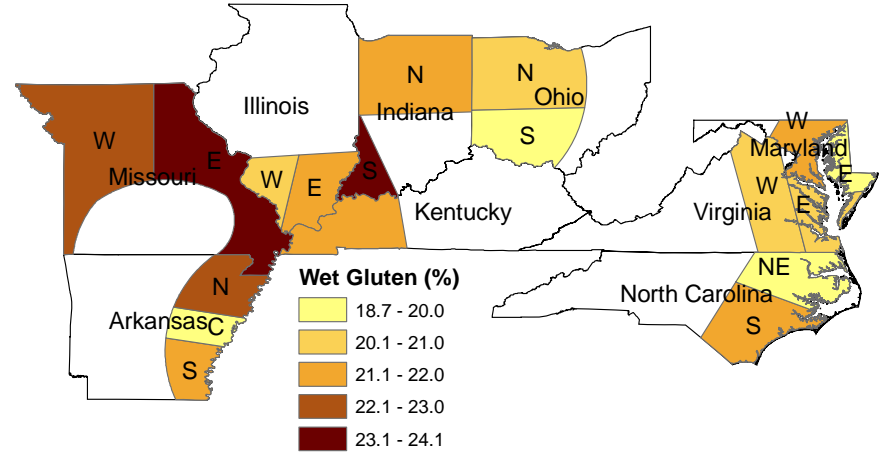 N
N
Ohio
Indiana
Illinois
W
Maryland
W
E
Missouri
S
S
E
W
E
W
E
Virginia
Kentucky
NE
North Carolina
S
Wet Gluten (%)
18.7 - 20.0
20.1 - 21.0
21.1 - 22.0
22.1 - 23.0
23.1 - 24.1
N
Arkansas
C
S